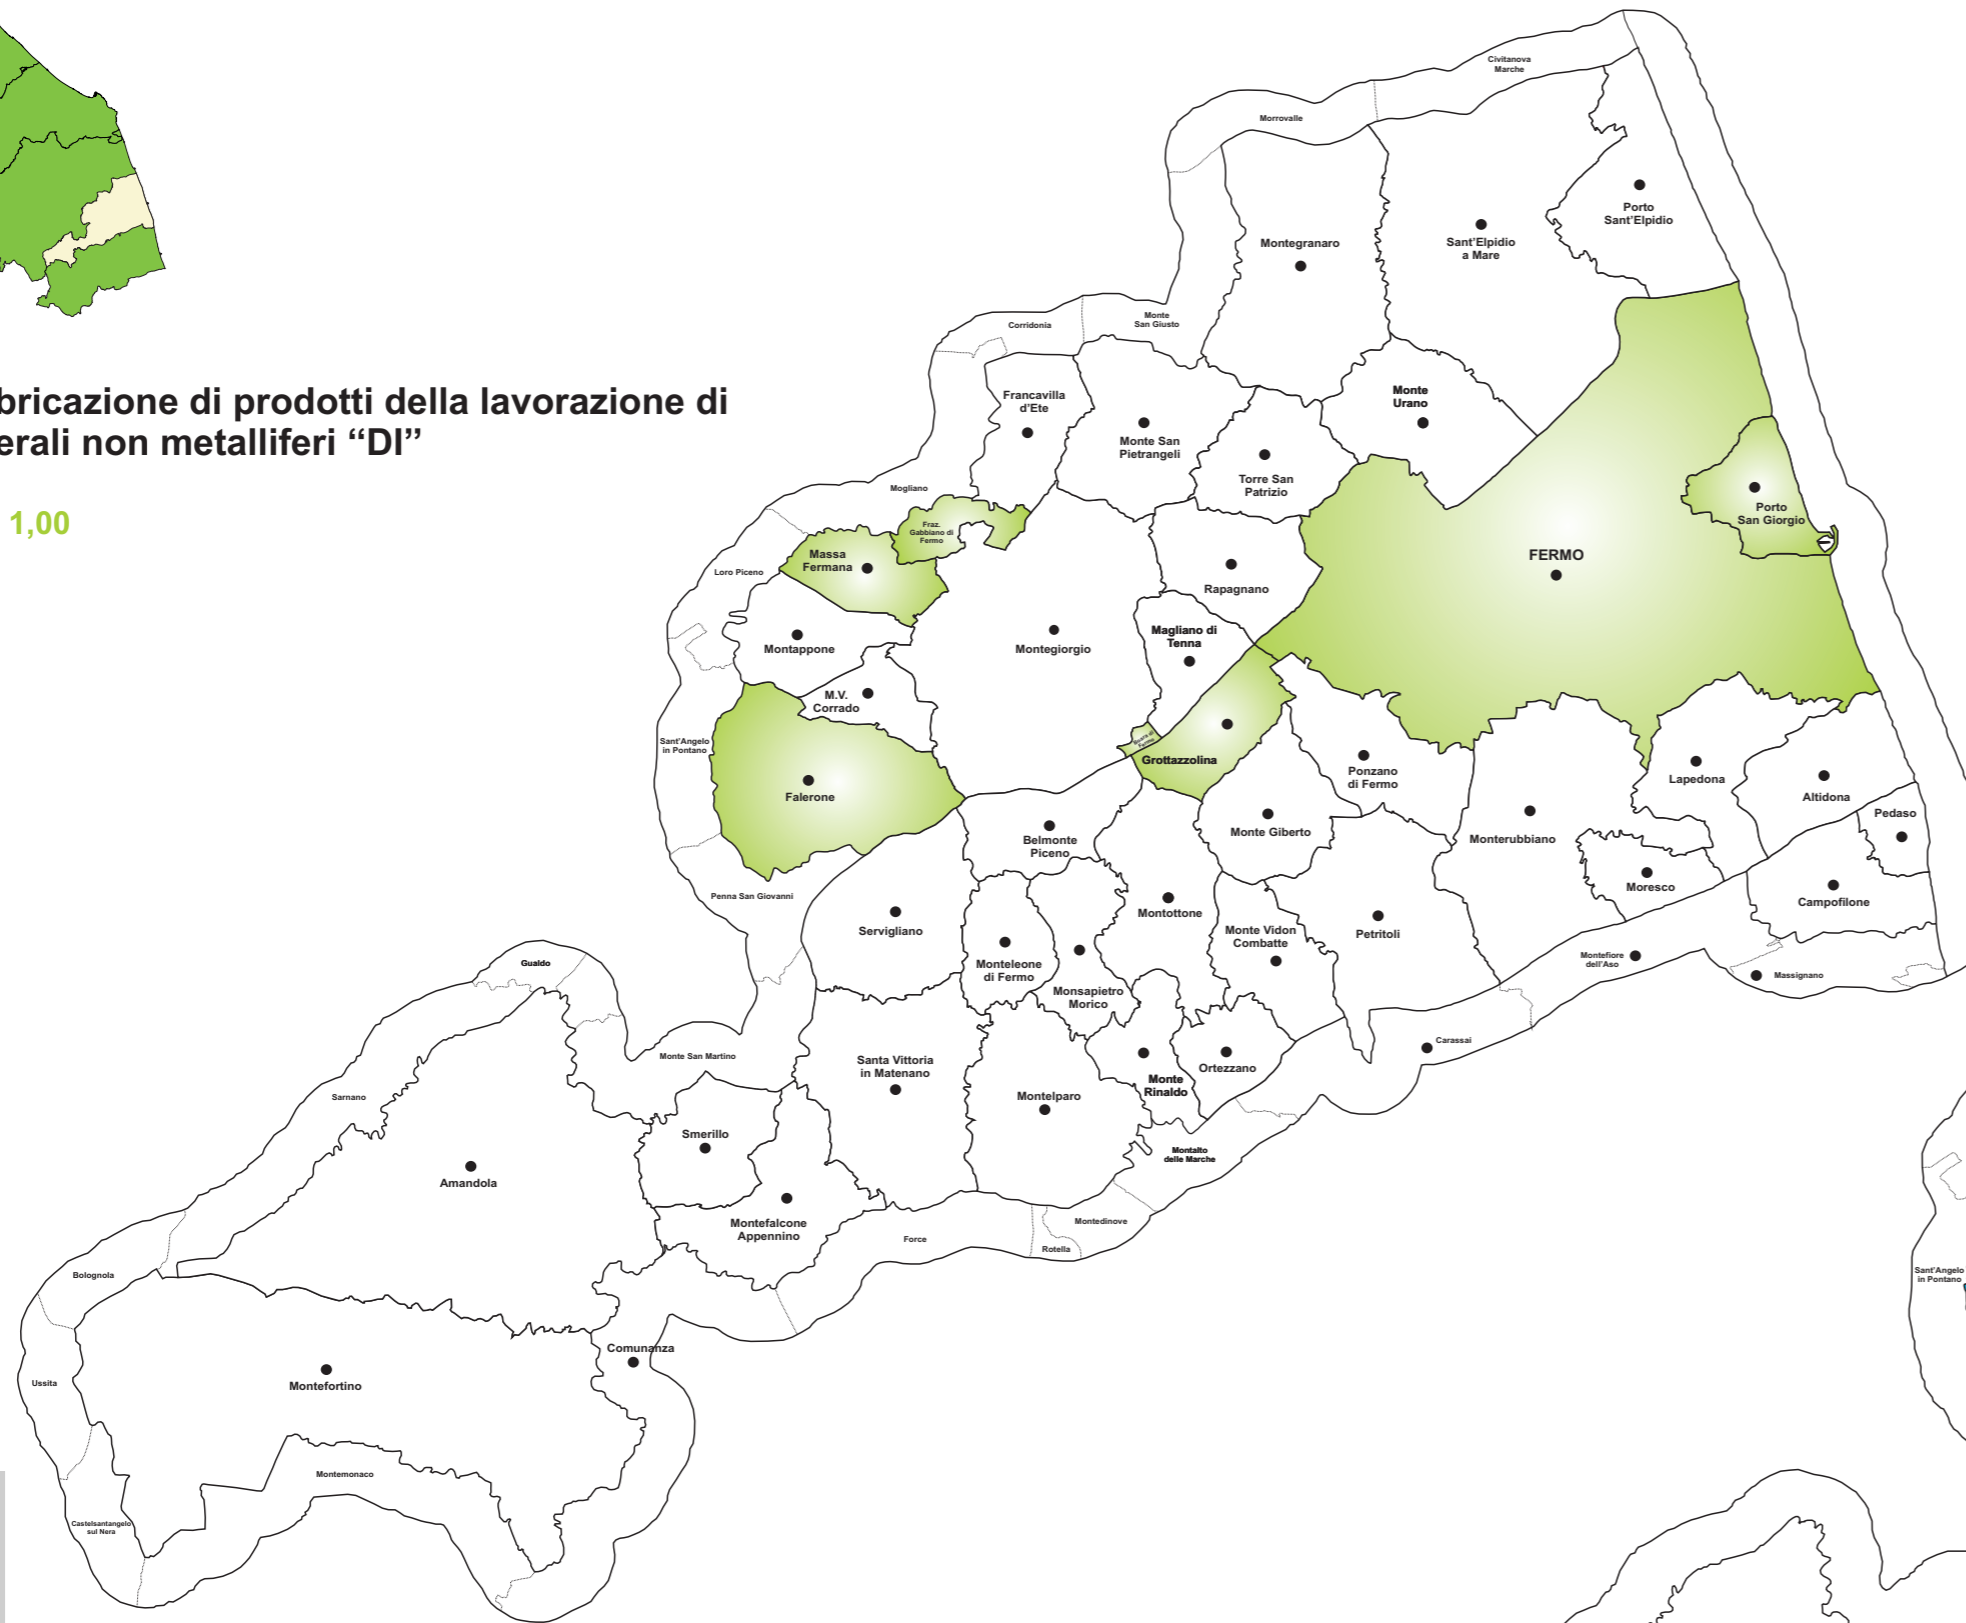 bricazione di prodotti della lavorazione di
erali non metalliferi “DI”
1,00
Civitanova
Marche
Morrovalle
Porto
Sant'Elpidio
Sant'Elpidio
a Mare
Montegranaro
Monte
San Giusto
Corridonia
Francavilla
d'Ete
Monte
Urano
Monte San
Pietrangeli
Torre San
Patrizio
Mogliano
Porto
San Giorgio
Fraz.
Gabbiano di
Fermo
Massa
Fermana
FERMO
Loro Piceno
Rapagnano
Montappone
Montegiorgio
Magliano di
Tenna
M.V.
Corrado
Sant'Angelo
in Pontano
Grottazzolina
Ponzano
di Fermo
Lapedona
Falerone
Altidona
Pedaso
Belmonte
Piceno
Monte Giberto
Monterubbiano
Moresco
Penna San Giovanni
Campofilone
Montottone
Servigliano
Monte Vidon
Combatte
Petritoli
Monteleone
di Fermo
Montefiore
dell'Aso
Massignano
Gualdo
Monsapietro
Morico
Carassai
Monte San Martino
Santa Vittoria
in Matenano
Ortezzano
Monte
Rinaldo
Sarnano
Montelparo
Smerillo
Montalto
delle Marche
Amandola
Montefalcone
Appennino
Montedinove
Force
Rotella
Bolognola
Sant'Angelo
in Pontano
Comunanza
Ussita
Montefortino
Montemonaco
Castelsantangelo
sul Nera